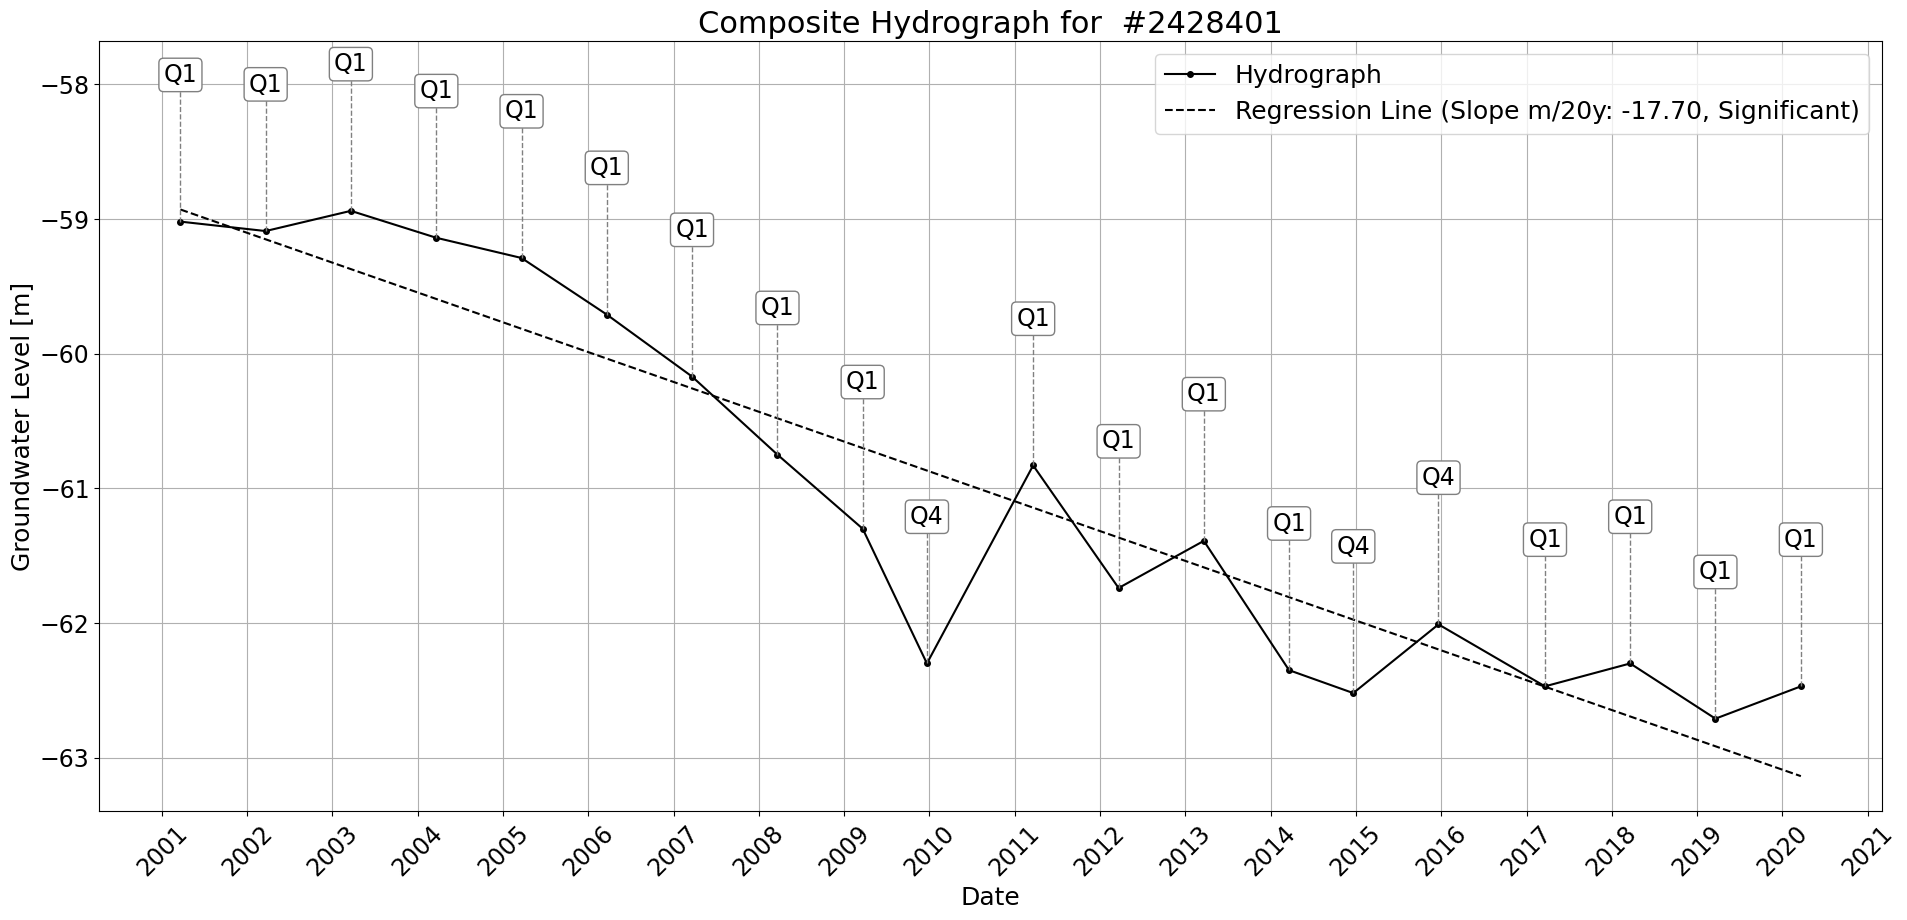 Composite Hydrograph for  #2428401
Hydrograph
Regression Line (Slope m/20y: -17.70, Significant)
Groundwater Level [m]
−58
−59
−60
−61
−62
−63
Q1
Q1
Q1
Q1
Q1
Q1
Q1
Q1
Q1
Q4
Q1
Q1
Q1
Q1
Q4
Q4
Q1
Q1
Q1
Q1
2001
2002
2003
2004
2005
2006
2007
2008
2009
2010
2011
2012
2013
2014
2015
2016
2017
2018
2019
2020
2021
Date